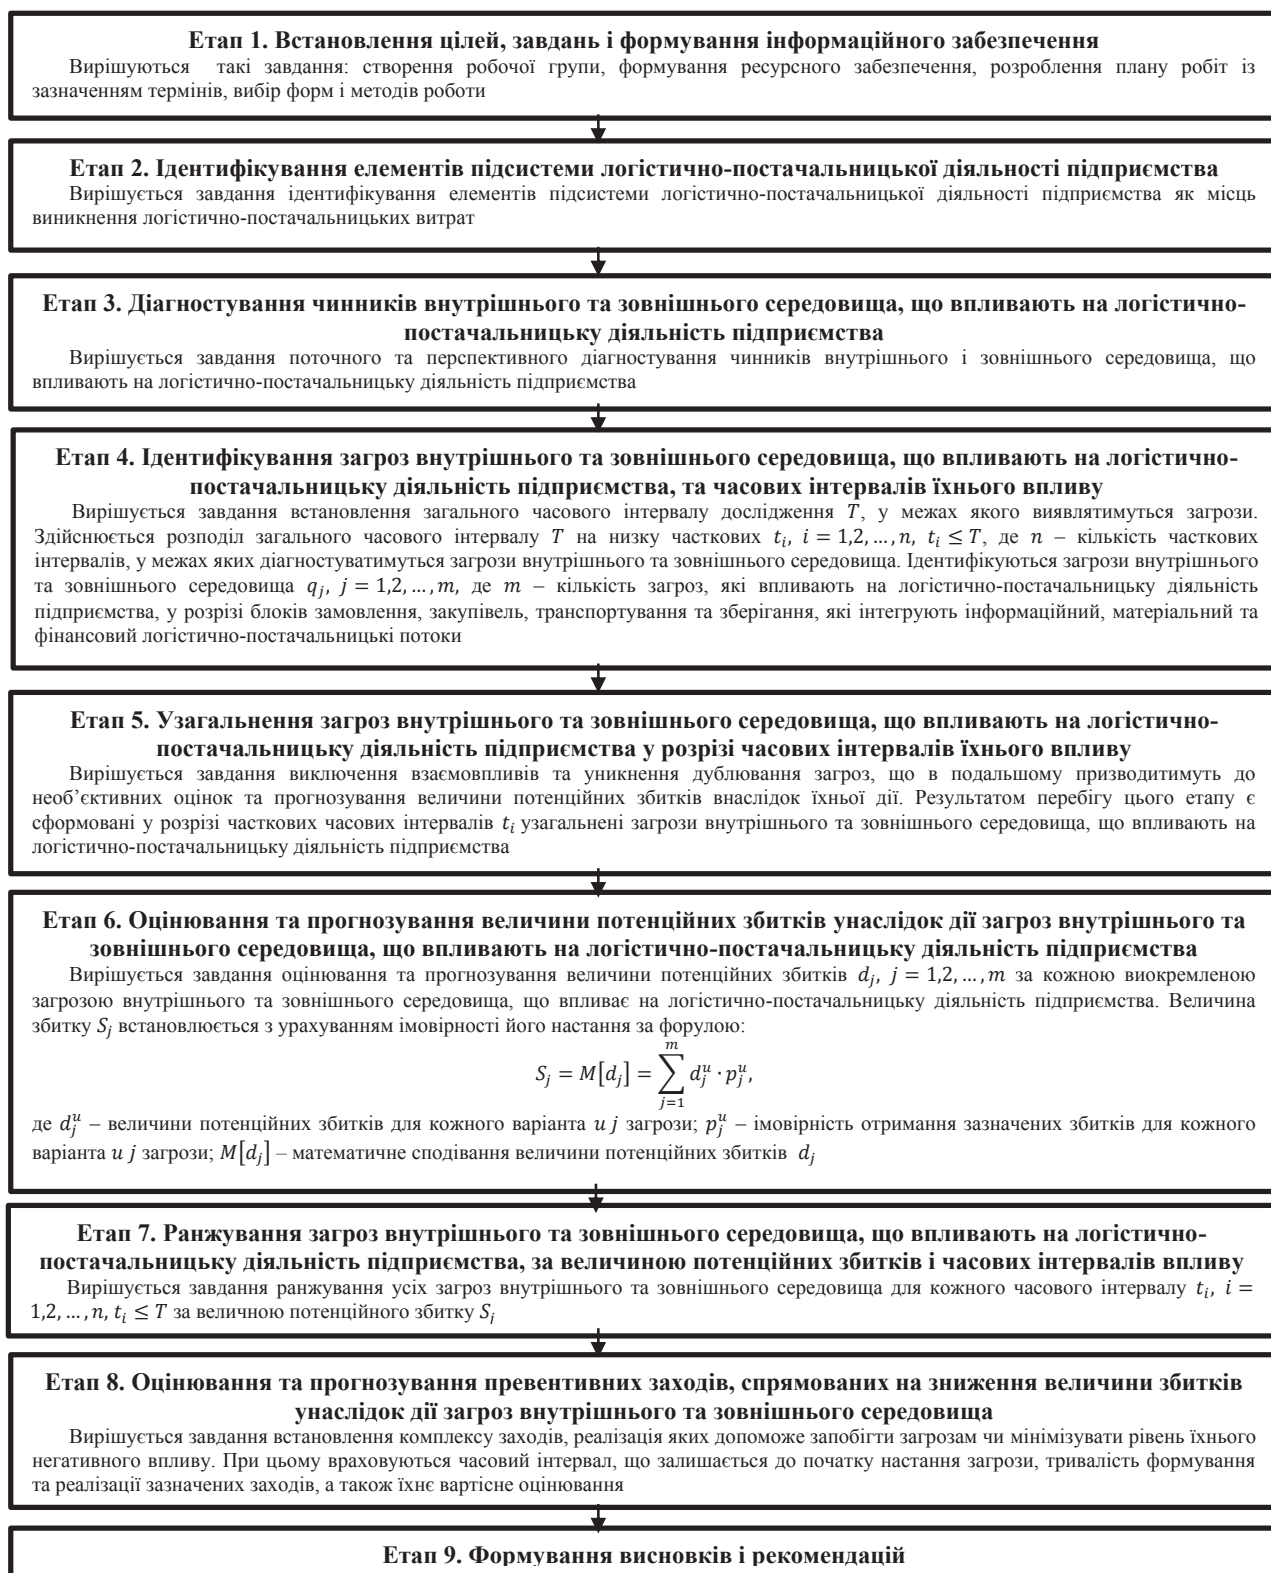 Етап 1. Встановлення цілей, завдань і формування інформаційного забезпечення
Вирішуються такі завдання: створення робочої групи, формування ресурсного забезпечення, розроблення плану робіт із
зазначенням термінів, вибір форм і методів роботи
Етап 2. Ідентифікування елементів підсистеми логістично-постачальницької діяльності підприємства
Вирішується завдання ідентифікування елементів підсистеми логістично-постачальницької діяльності підприємства як місць
виникнення логістично-постачальницьких витрат
Етап 3. Діагностування чинників внутрішнього та зовнішнього середовища, що впливають на логістично-
постачальницьку діяльність підприємства
Вирішується завдання поточного та перспективного діагностування чинників внутрішнього і зовнішнього середовища, що
впливають на логістично-постачальницьку діяльність підприємства
Етап 4. Ідентифікування загроз внутрішнього та зовнішнього середовища, що впливають на логістично-
постачальницьку діяльність підприємства, та часових інтервалів їхнього впливу
Вирішується завдання встановлення загального часового інтервалу дослідження T, у межах якого виявлятимуться загрози.
Здійснюється розподіл загального часового інтервалу T на низку часткових t_i, i = 1,2, … , n, t_i ≤ T, де n – кількість часткових
інтервалів, у межах яких діагностуватимуться загрози внутрішнього та зовнішнього середовища. Ідентифікуються загрози внутрішнього
та зовнішнього середовища q_j, j = 1,2, … , m, де m – кількість загроз, які впливають на логістично-постачальницьку діяльність
підприємства, у розрізі блоків замовлення, закупівель, транспортування та зберігання, які інтегрують інформаційний, матеріальний та
фінансовий логістично-постачальницькі потоки
Етап 5. Узагальнення загроз внутрішнього та зовнішнього середовища, що впливають на логістично-
постачальницьку діяльність підприємства у розрізі часових інтервалів їхнього впливу
Вирішується завдання виключення взаємовпливів та уникнення дублювання загроз, що в подальшому призводитимуть до
необ’єктивних оцінок та прогнозування величини потенційних збитків внаслідок їхньої дії. Результатом перебігу цього етапу є
сформовані у розрізі часткових часових інтервалів t_i узагальнені загрози внутрішнього та зовнішнього середовища, що впливають на
логістично-постачальницьку діяльність підприємства
Етап 6. Оцінювання та прогнозування величини потенційних збитків унаслідок дії загроз внутрішнього та
зовнішнього середовища, що впливають на логістично-постачальницьку діяльність підприємства
Вирішується завдання оцінювання та прогнозування величини потенційних збитків d_j, j = 1,2, … , m за кожною виокремленою
загрозою внутрішнього та зовнішнього середовища, що впливає на логістично-постачальницьку діяльність підприємства. Величина
збитку S_j встановлюється з урахуванням імовірності його настання за форулою:
S_j = M[d_j] = ∑_{j=1}^{m} d_j^u · p_j^u,
де d_j^u – величини потенційних збитків для кожного варіанта u j загрози; p_j^u – імовірність отримання зазначених збитків для кожного
варіанта u j загрози; M[d_j] – математичне сподівання величини потенційних збитків d_j
Етап 7. Ранжування загроз внутрішнього та зовнішнього середовища, що впливають на логістично-
постачальницьку діяльність підприємства, за величиною потенційних збитків і часових інтервалів впливу
Вирішується завдання ранжування усіх загроз внутрішнього та зовнішнього середовища для кожного часового інтервалу t_i, i =
1,2, … , n, t_i ≤ T за величною потенційного збитку S_j
Етап 8. Оцінювання та прогнозування превентивних заходів, спрямованих на зниження величини збитків
унаслідок дії загроз внутрішнього та зовнішнього середовища
Вирішується завдання встановлення комплексу заходів, реалізація яких допоможе запобігти загрозам чи мінімізувати рівень їхнього
негативного впливу. При цьому враховуються часовий інтервал, що залишається до початку настання загрози, тривалість формування
та реалізації зазначених заходів, а також їхнє вартісне оцінювання
Етап 9. Формування висновків і рекомендацій